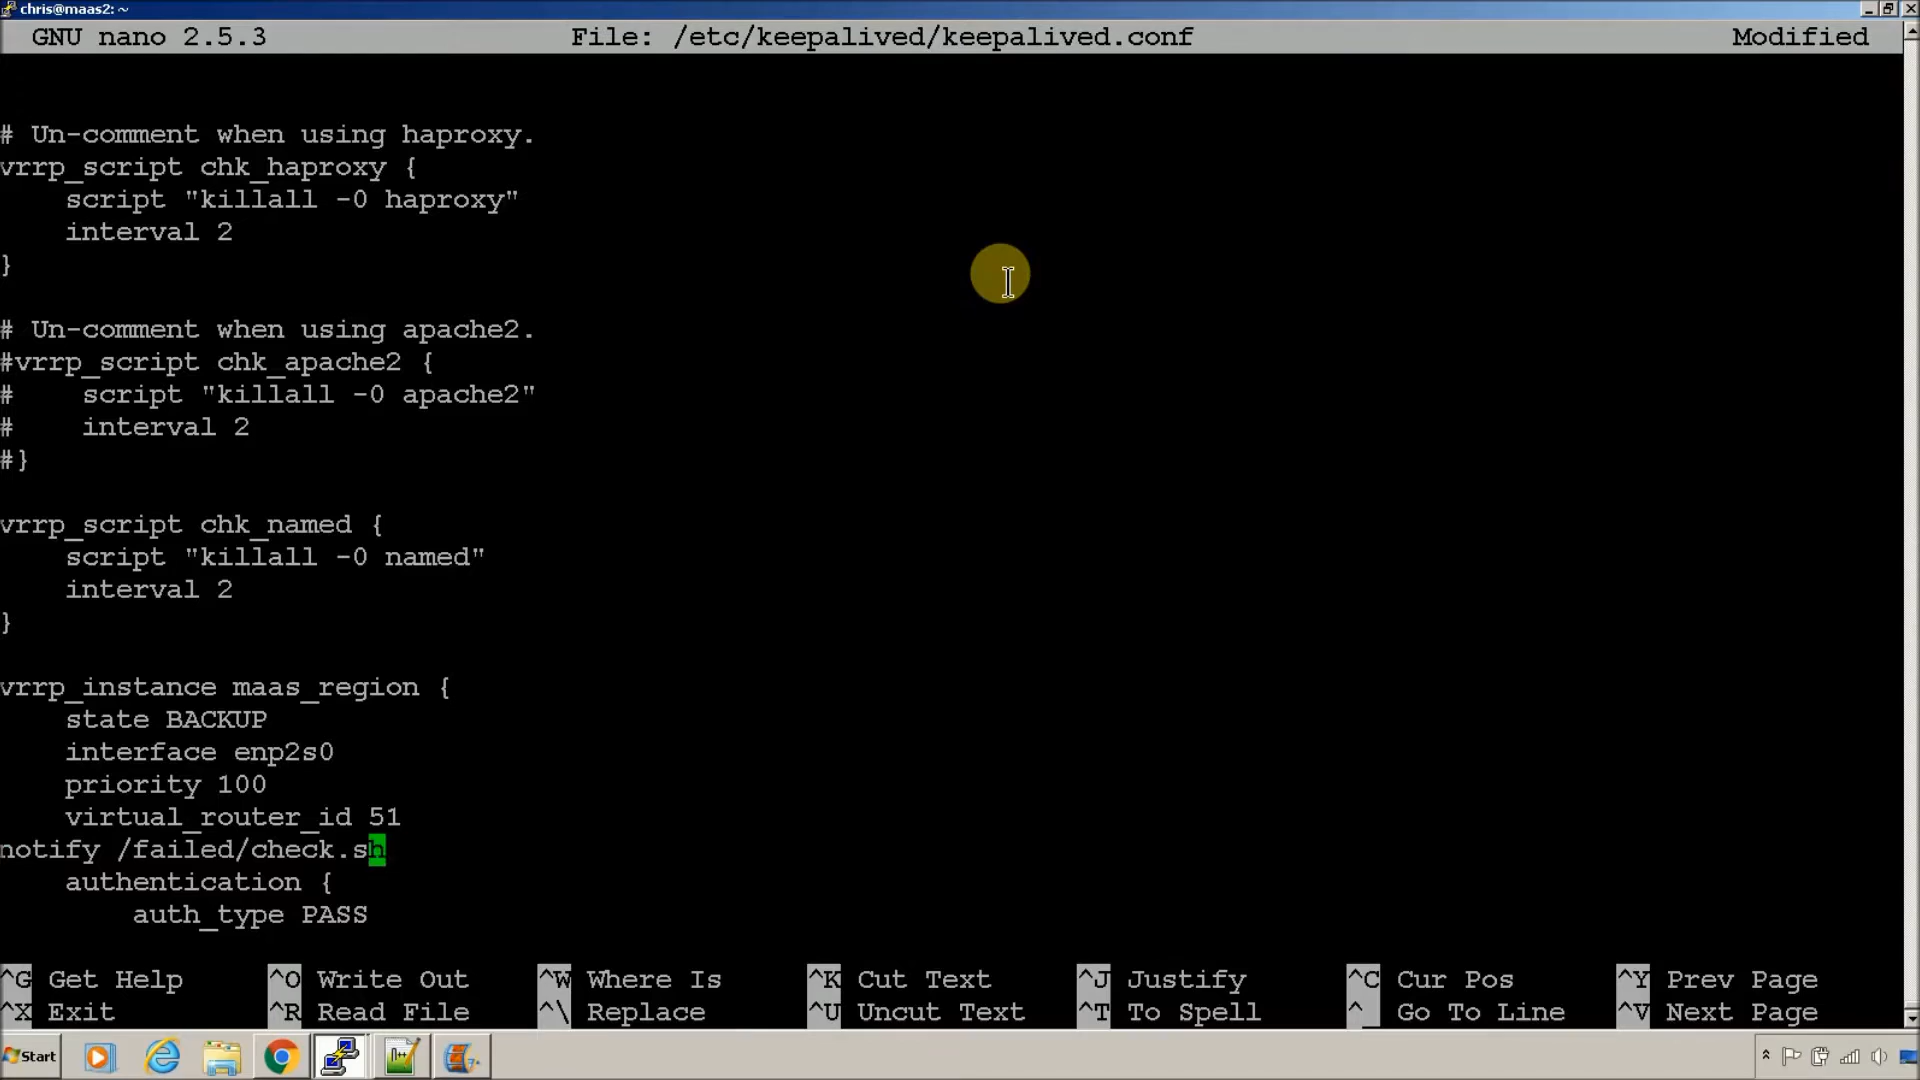 chris@maas2: ~
GNU nano 2.5.3 File: /etc/keepalived/keepalived.conf Modified
# Un-comment when using haproxy.
vrrp_script chk_haproxy {
    script "killall -0 haproxy"
    interval 2
}
# Un-comment when using apache2.
#vrrp_script chk_apache2 {
#    script "killall -0 apache2"
#    interval 2
#}
vrrp_script chk_named {
    script "killall -0 named"
    interval 2
}
vrrp_instance maas_region {
    state BACKUP
    interface enp2s0
    priority 100
    virtual_router_id 51
notify /failed/check.sh
    authentication {
        auth_type PASS
^G Get Help ^O Write Out ^W Where Is ^K Cut Text ^J Justify ^C Cur Pos ^Y Prev Page
^X Exit ^R Read File ^\ Replace ^U Uncut Text ^T To Spell ^_ Go To Line ^V Next Page
Start